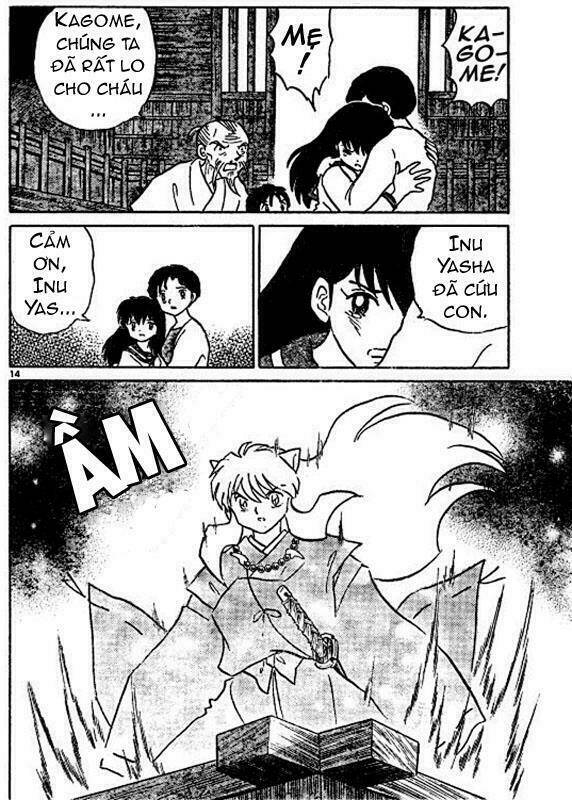 KA-
GO-
ME!
MẸ
!
KAGOME,
CHÚNG TA
ĐÃ RẤT LO
CHO CHÁU
...
INU
YASHA
ĐÃ CỨU
CON.
CẢM
ƠN,
INU
YAS...
14
ẦM